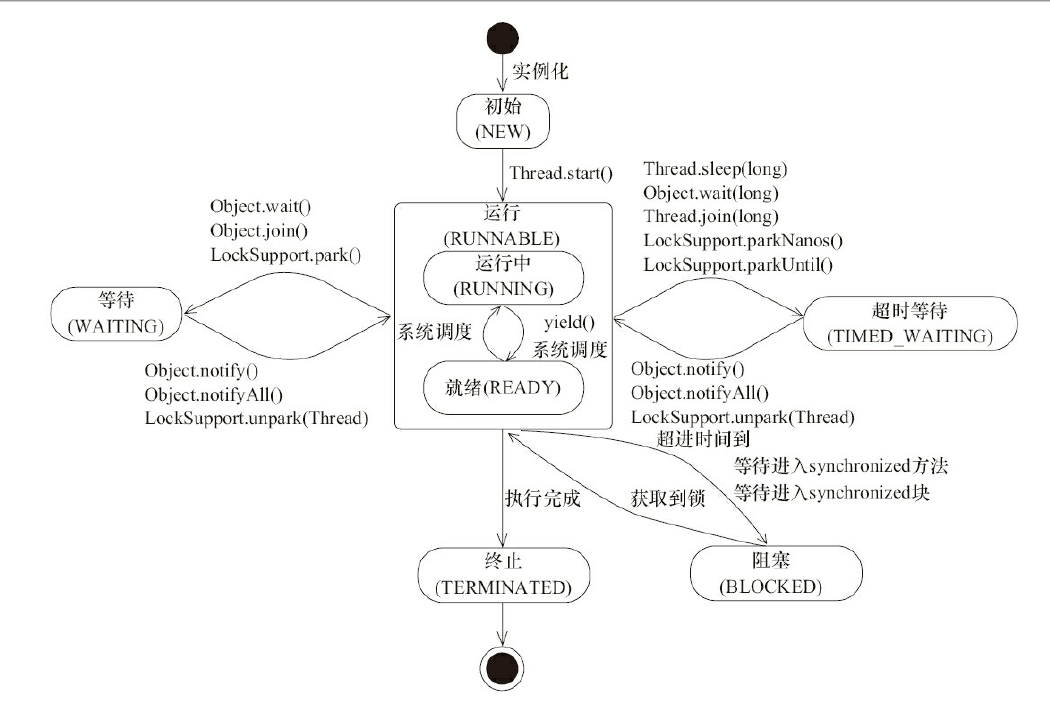 实例化
初始
(NEW)
Thread.start()
Object.wait()
Object.join()
LockSupport.park()
Thread.sleep(long)
Object.wait(long)
Thread.join(long)
LockSupport.parkNanos()
LockSupport.parkUntil()
运行
(RUNNABLE)
运行中
(RUNNING)
等待
(WAITING)
超时等待
(TIMED_WAITING)
系统调度
yield()
系统调度
就绪(READY)
Object.notify()
Object.notifyAll()
LockSupport.unpark(Thread)
Object.notify()
Object.notifyAll()
LockSupport.unpark(Thread)
超进时间到
等待进入synchronized方法
等待进入synchronized块
执行完成
获取到锁
终止
(TERMINATED)
阻塞
(BLOCKED)